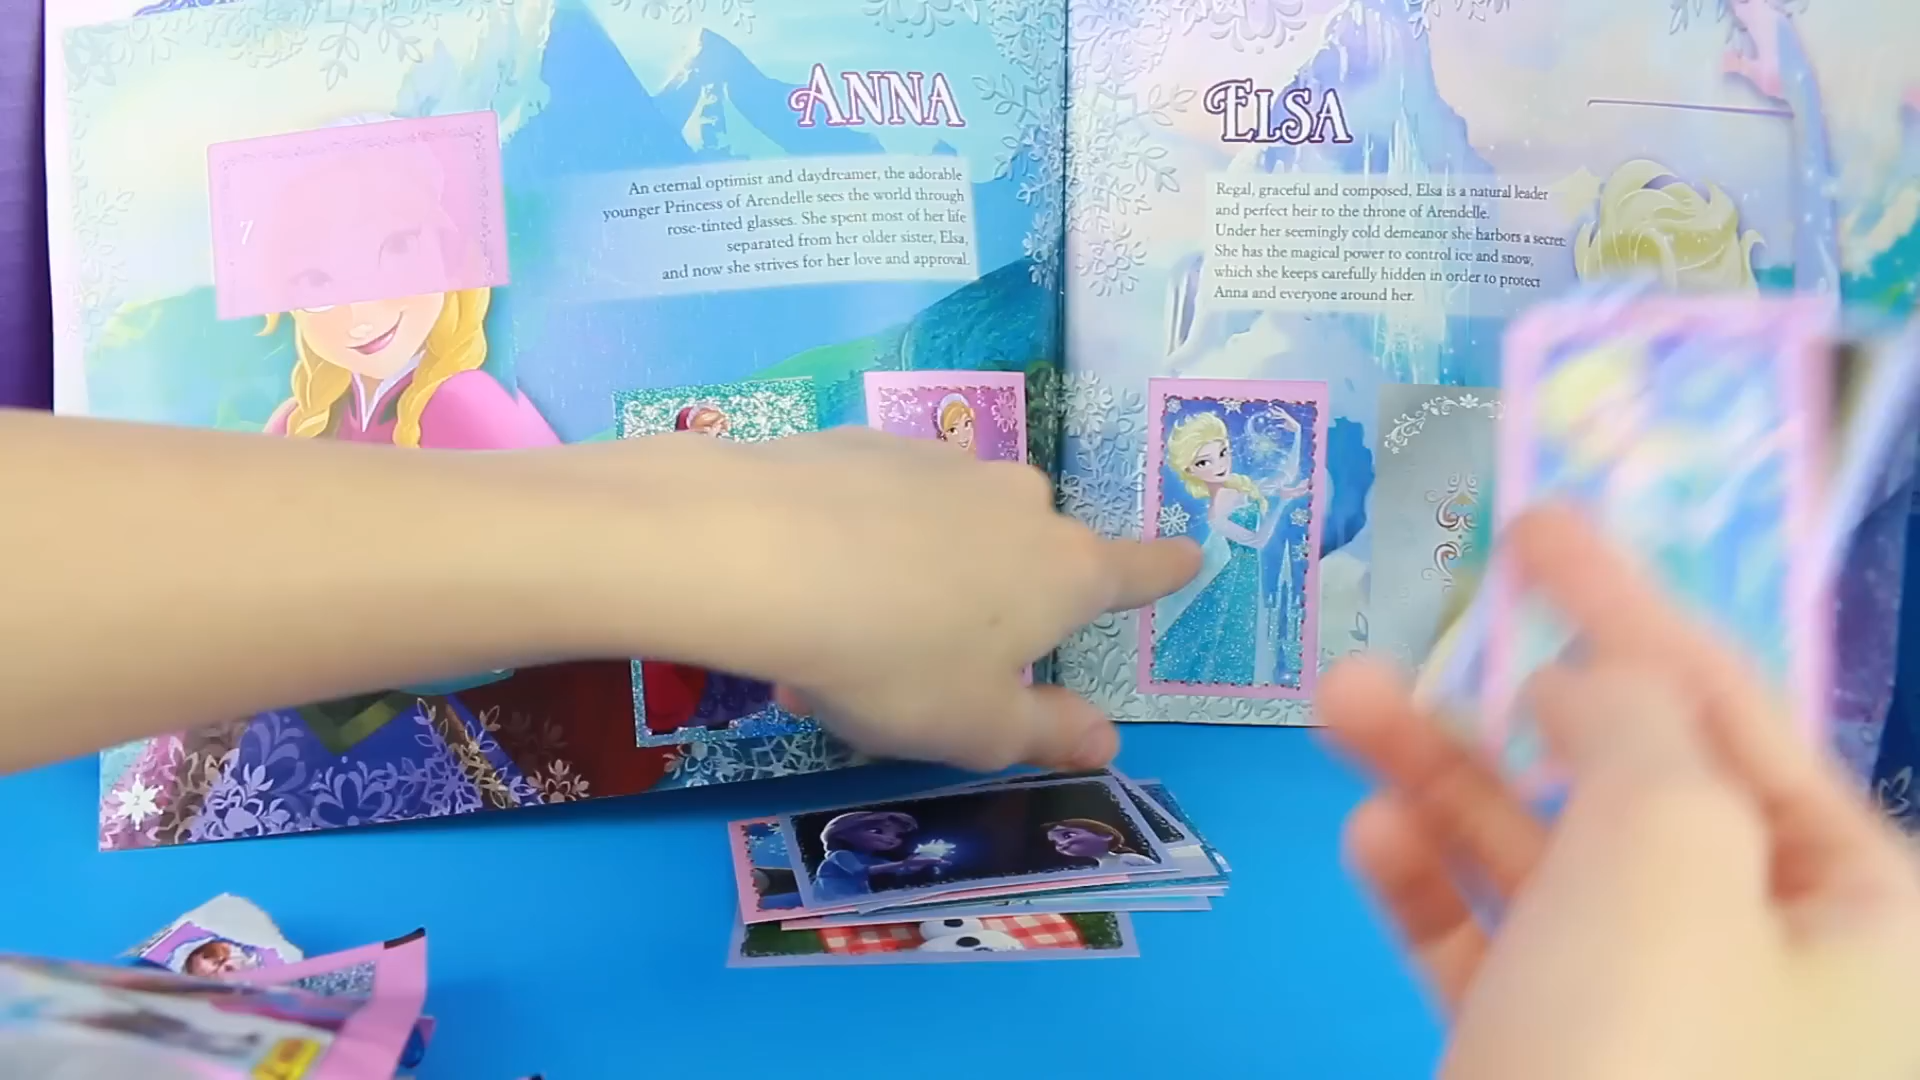 ANNA
7
An eternal optimist and daydreamer, the adorable
younger Princess of Arendelle sees the world through
rose-tinted glasses. She spent most of her life
separated from her older sister, Elsa,
and now she strives for her love and approval.
ELSA
Regal, graceful and composed, Elsa is a natural leader
and perfect heir to the throne of Arendelle.
Under her seemingly cold demeanor she harbors a secret:
She has the magical power to control ice and snow,
which she keeps carefully hidden in order to protect
Anna and everyone around her.
2